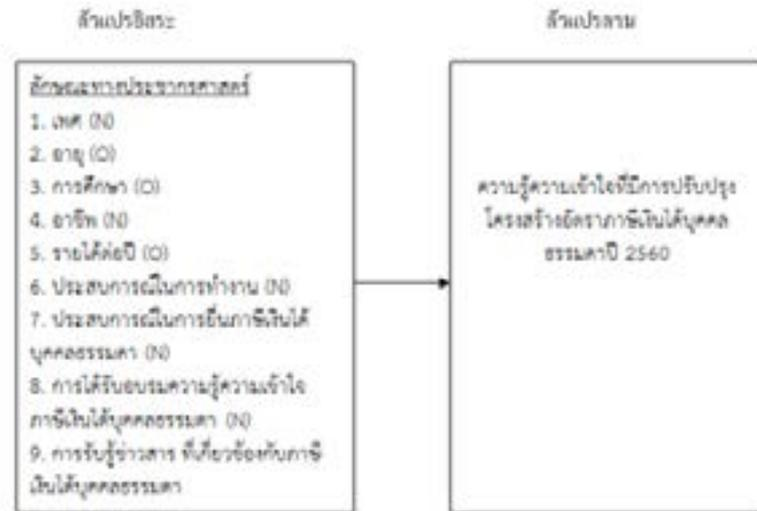 ตัวแปรอิสระ
ตัวแปรตาม
ลักษณะทางประชากรศาสตร์
1. เพศ (N)
2. อายุ (O)
3. การศึกษา (O)
4. อาชีพ (N)
5. รายได้ต่อปี (O)
6. ประสบการณ์ในการทำงาน (N)
7. ประสบการณ์ในการยื่นภาษีเงินได้
บุคคลธรรมดา (N)
8. การได้รับอบรมความรู้ความเข้าใจ
ภาษีเงินได้บุคคลธรรมดา (N)
9. การรับรู้ข่าวสาร ที่เกี่ยวข้องกับภาษี
เงินได้บุคคลธรรมดา
ความรู้ความเข้าใจที่มีการปรับปรุง
โครงสร้างอัตราภาษีเงินได้บุคคล
ธรรมดาปี 2560